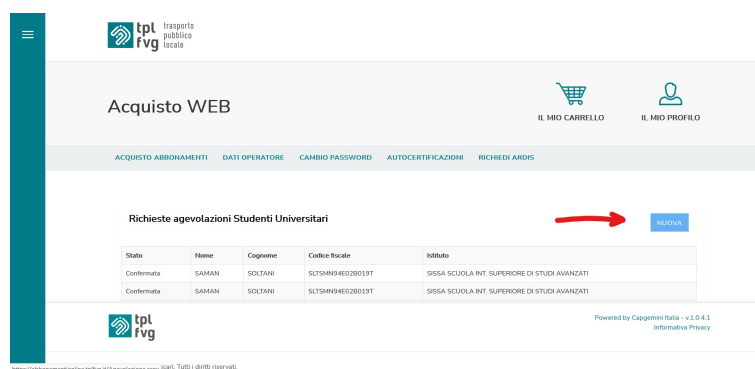 tpl fvg trasporto pubblico locale
Acquisto WEB
IL MIO CARRELLO
IL MIO PROFILO
ACQUISTO ABBONAMENTI DATI OPERATORE CAMBIO PASSWORD AUTOCERTIFICAZIONI RICHIEDI ARDIS
Richieste agevolazioni Studenti Universitari
NUOVA
Stato Nome Cognome Codice fiscale Istituto
Confermata SAMAN SOLTANI SLTSMN94E02B019T SISSA SCUOLA INT. SUPERIORE DI STUDI AVANZATI
Confermata SAMAN SOLTANI SLTSMN94E02B019T SISSA SCUOLA INT. SUPERIORE DI STUDI AVANZATI
tpl fvg
Powered by Capgemini Italia - v.1.0.4.1
Informativa Privacy
scarl. Tutti i diritti riservati.